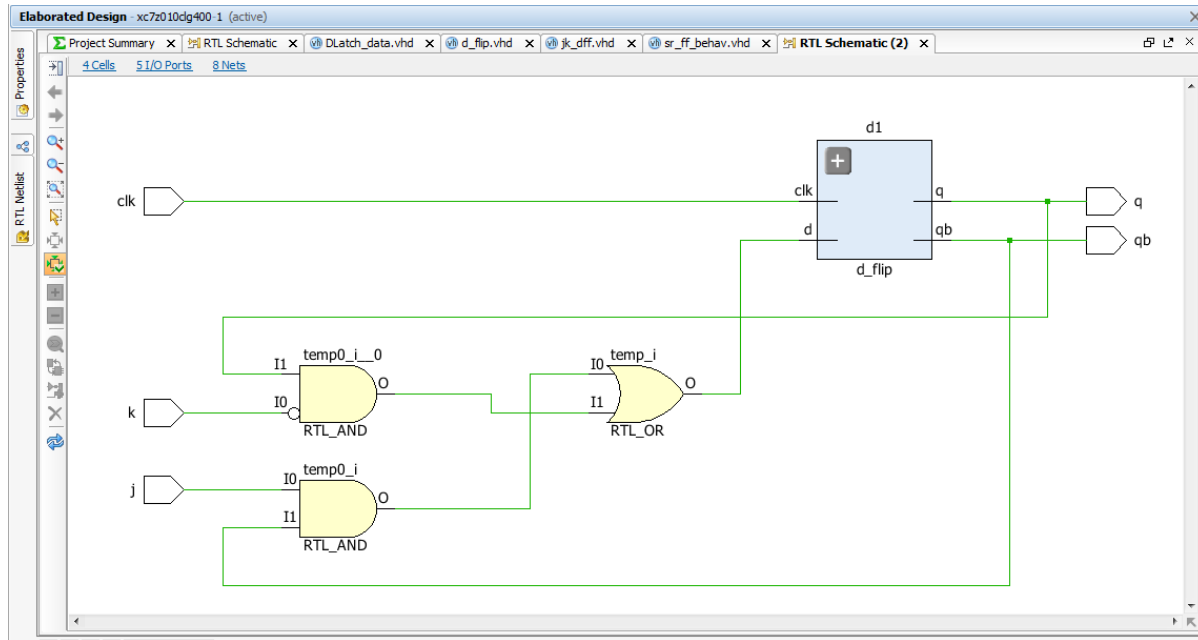 Elaborated Design - xc7z010clg400-1 (active)
Project Summary
RTL Schematic
DLatch_data.vhd
d_flip.vhd
jk_dff.vhd
sr_ff_behav.vhd
RTL Schematic (2)
Properties
RTL Netlist
4 Cells 5 I/O Ports 8 Nets
d1
clk
clk
q
q
d
qb
qb
d_flip
temp0_i__0
I1
O
I0
k
RTL_AND
temp_i
I0
O
I1
RTL_OR
temp0_i
I0
j
O
I1
RTL_AND